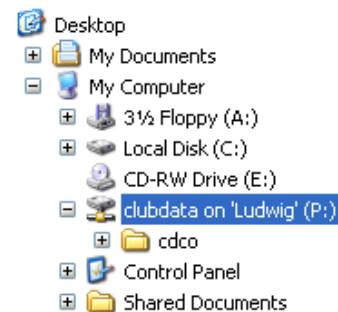 Desktop
My Documents
My Computer
3½ Floppy (A:)
Local Disk (C:)
CD-RW Drive (E:)
clubdata on 'Ludwig' (P:)
cdco
Control Panel
Shared Documents